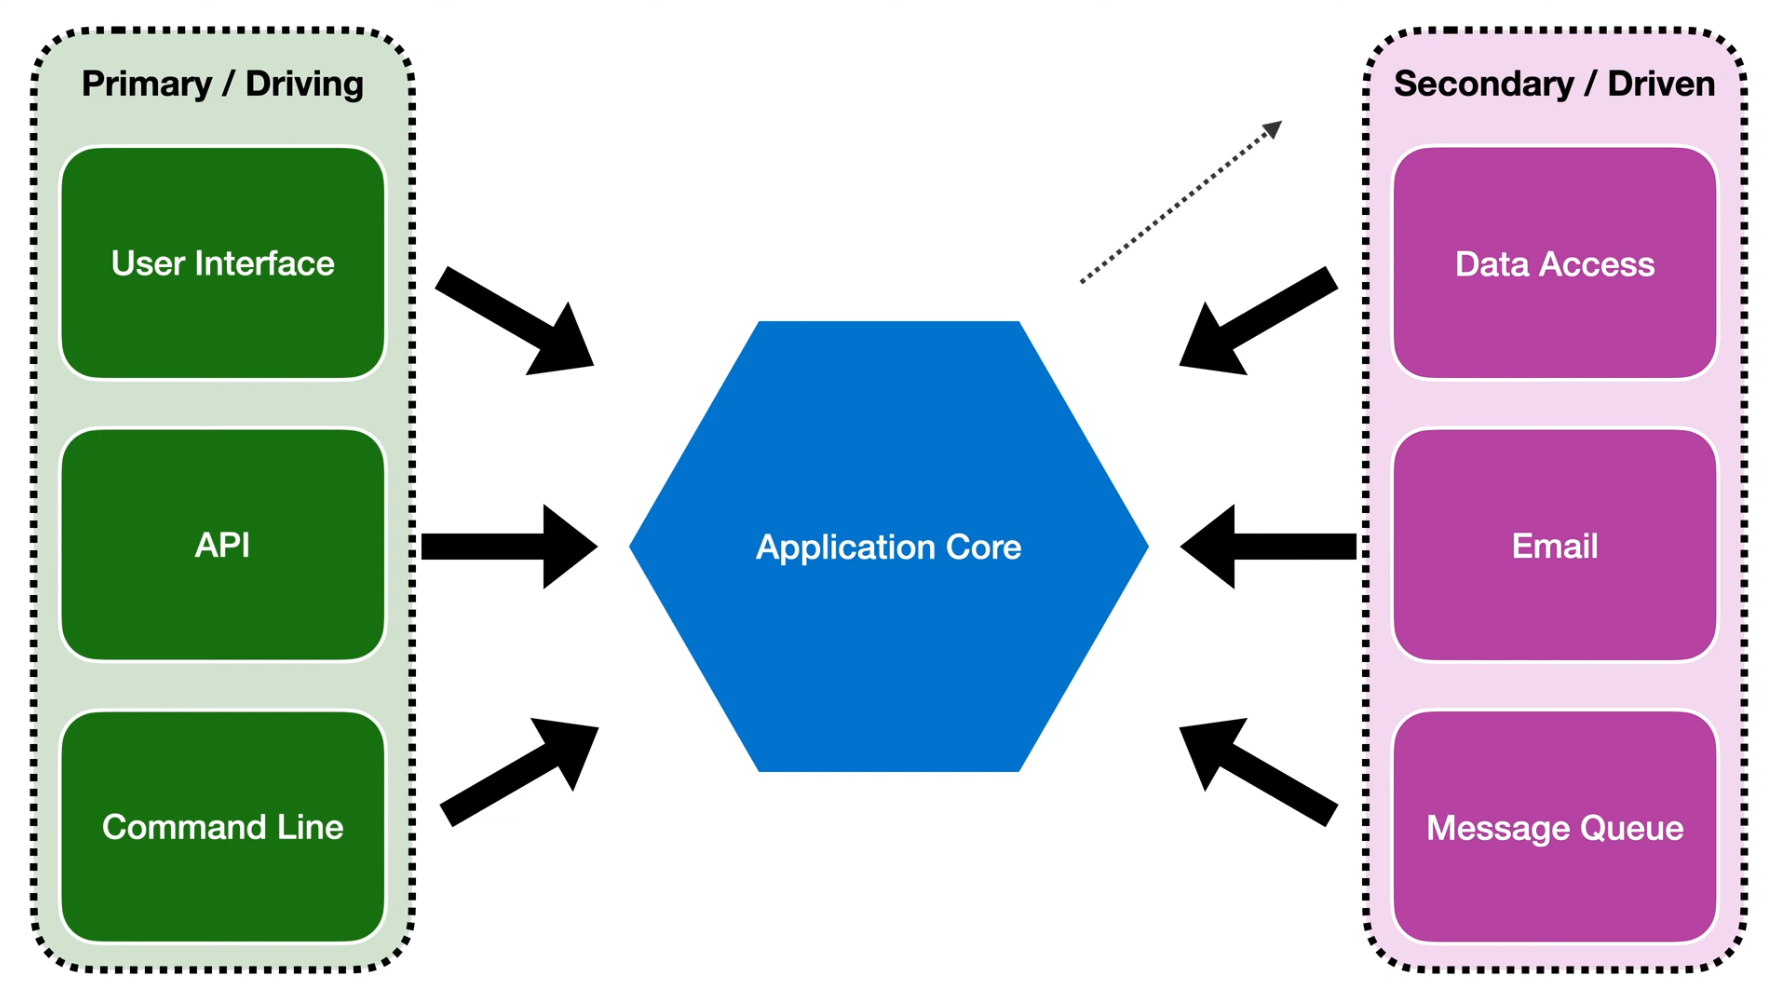 Primary / Driving
User Interface
API
Command Line
Application Core
Secondary / Driven
Data Access
Email
Message Queue